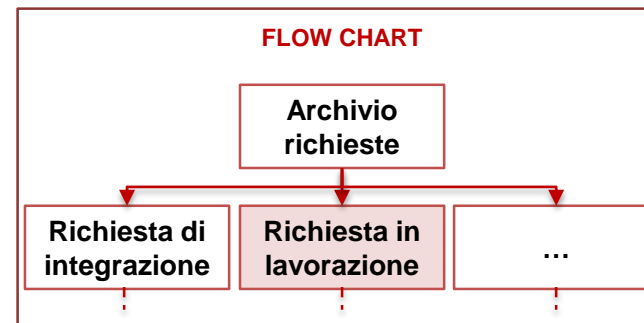 FLOW CHART
Archivio
richieste
Richiesta di
integrazione
Richiesta in
lavorazione
...